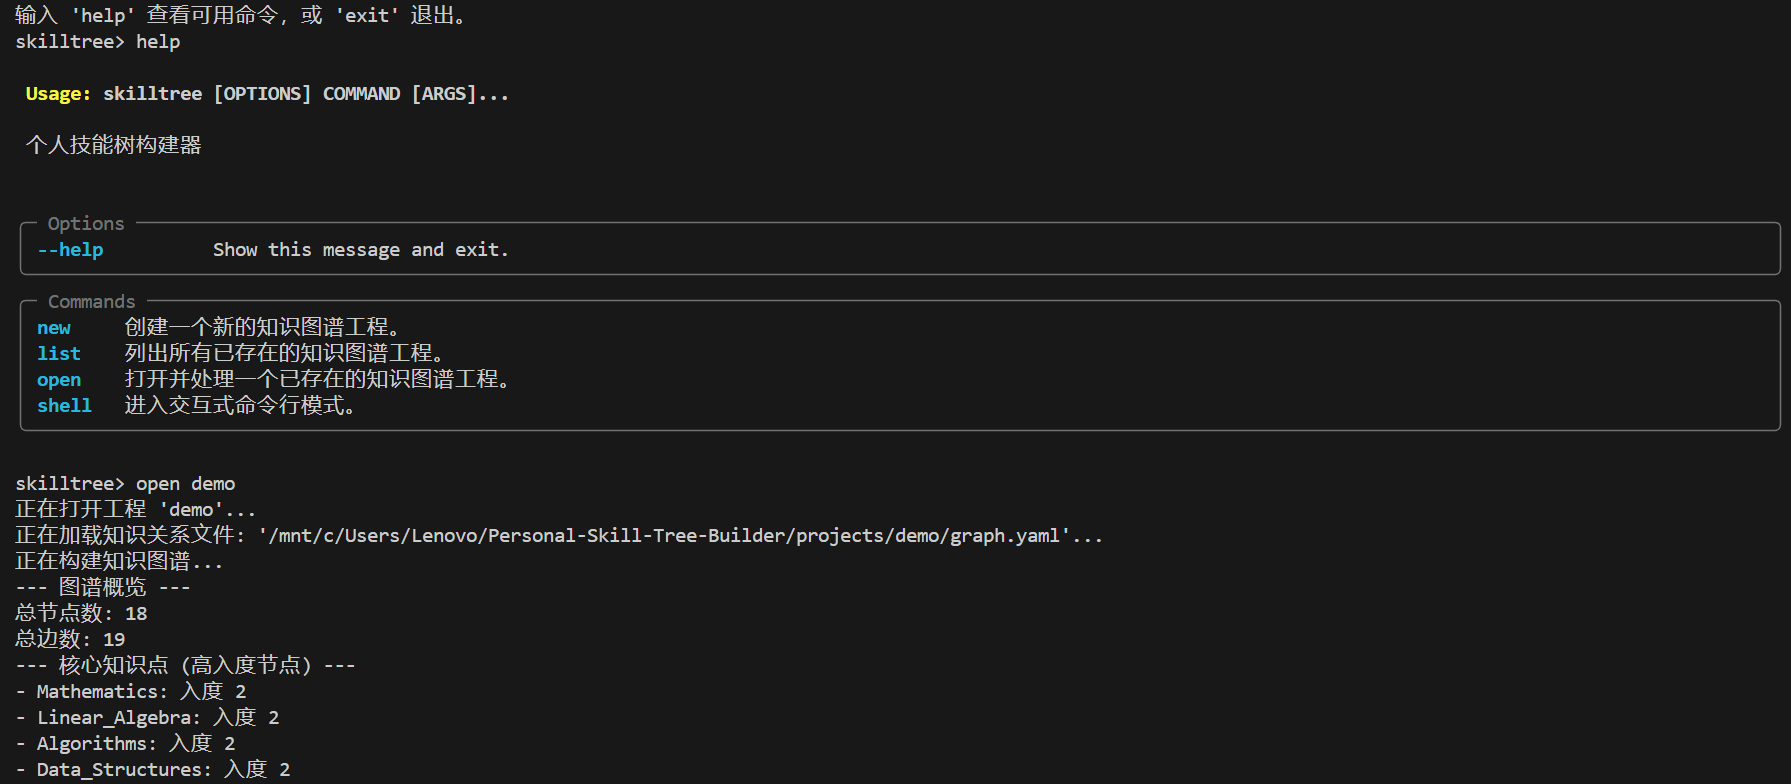 输入 'help' 查看可用命令, 或 'exit' 退出。
skilltree> help
Usage: skilltree [OPTIONS] COMMAND [ARGS]...
个人技能树构建器
Options
--help Show this message and exit.
Commands
new 创建一个新的知识图谱工程。
list 列出所有已存在的知识图谱工程。
open 打开并处理一个已存在的知识图谱工程。
shell 进入交互式命令行模式。
skilltree> open demo
正在打开工程 'demo'...
正在加载知识关系文件: '/mnt/c/Users/Lenovo/Personal-Skill-Tree-Builder/projects/demo/graph.yaml'...
正在构建知识图谱...
--- 图谱概览 ---
总节点数: 18
总边数: 19
--- 核心知识点 (高入度节点) ---
- Mathematics: 入度 2
- Linear_Algebra: 入度 2
- Algorithms: 入度 2
- Data_Structures: 入度 2